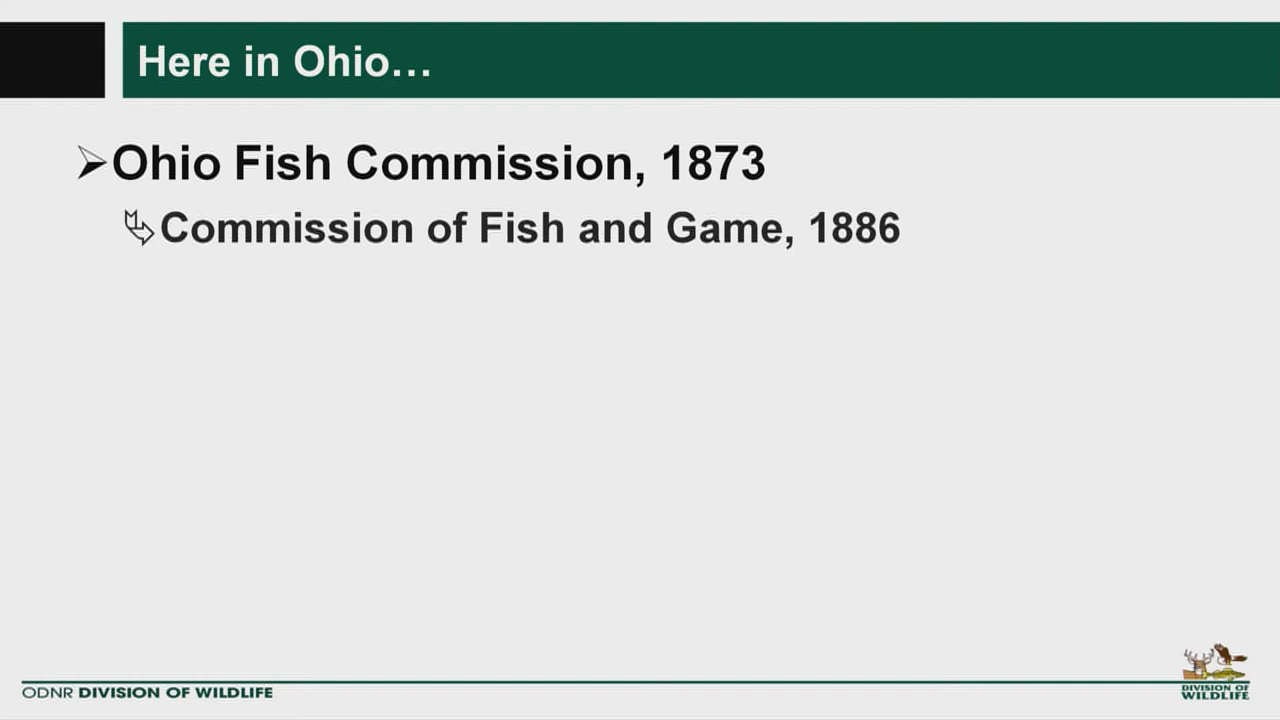 Here in Ohio…
Ohio Fish Commission, 1873
Commission of Fish and Game, 1886
ODNR DIVISION OF WILDLIFE
DIVISION OF
WILDLIFE